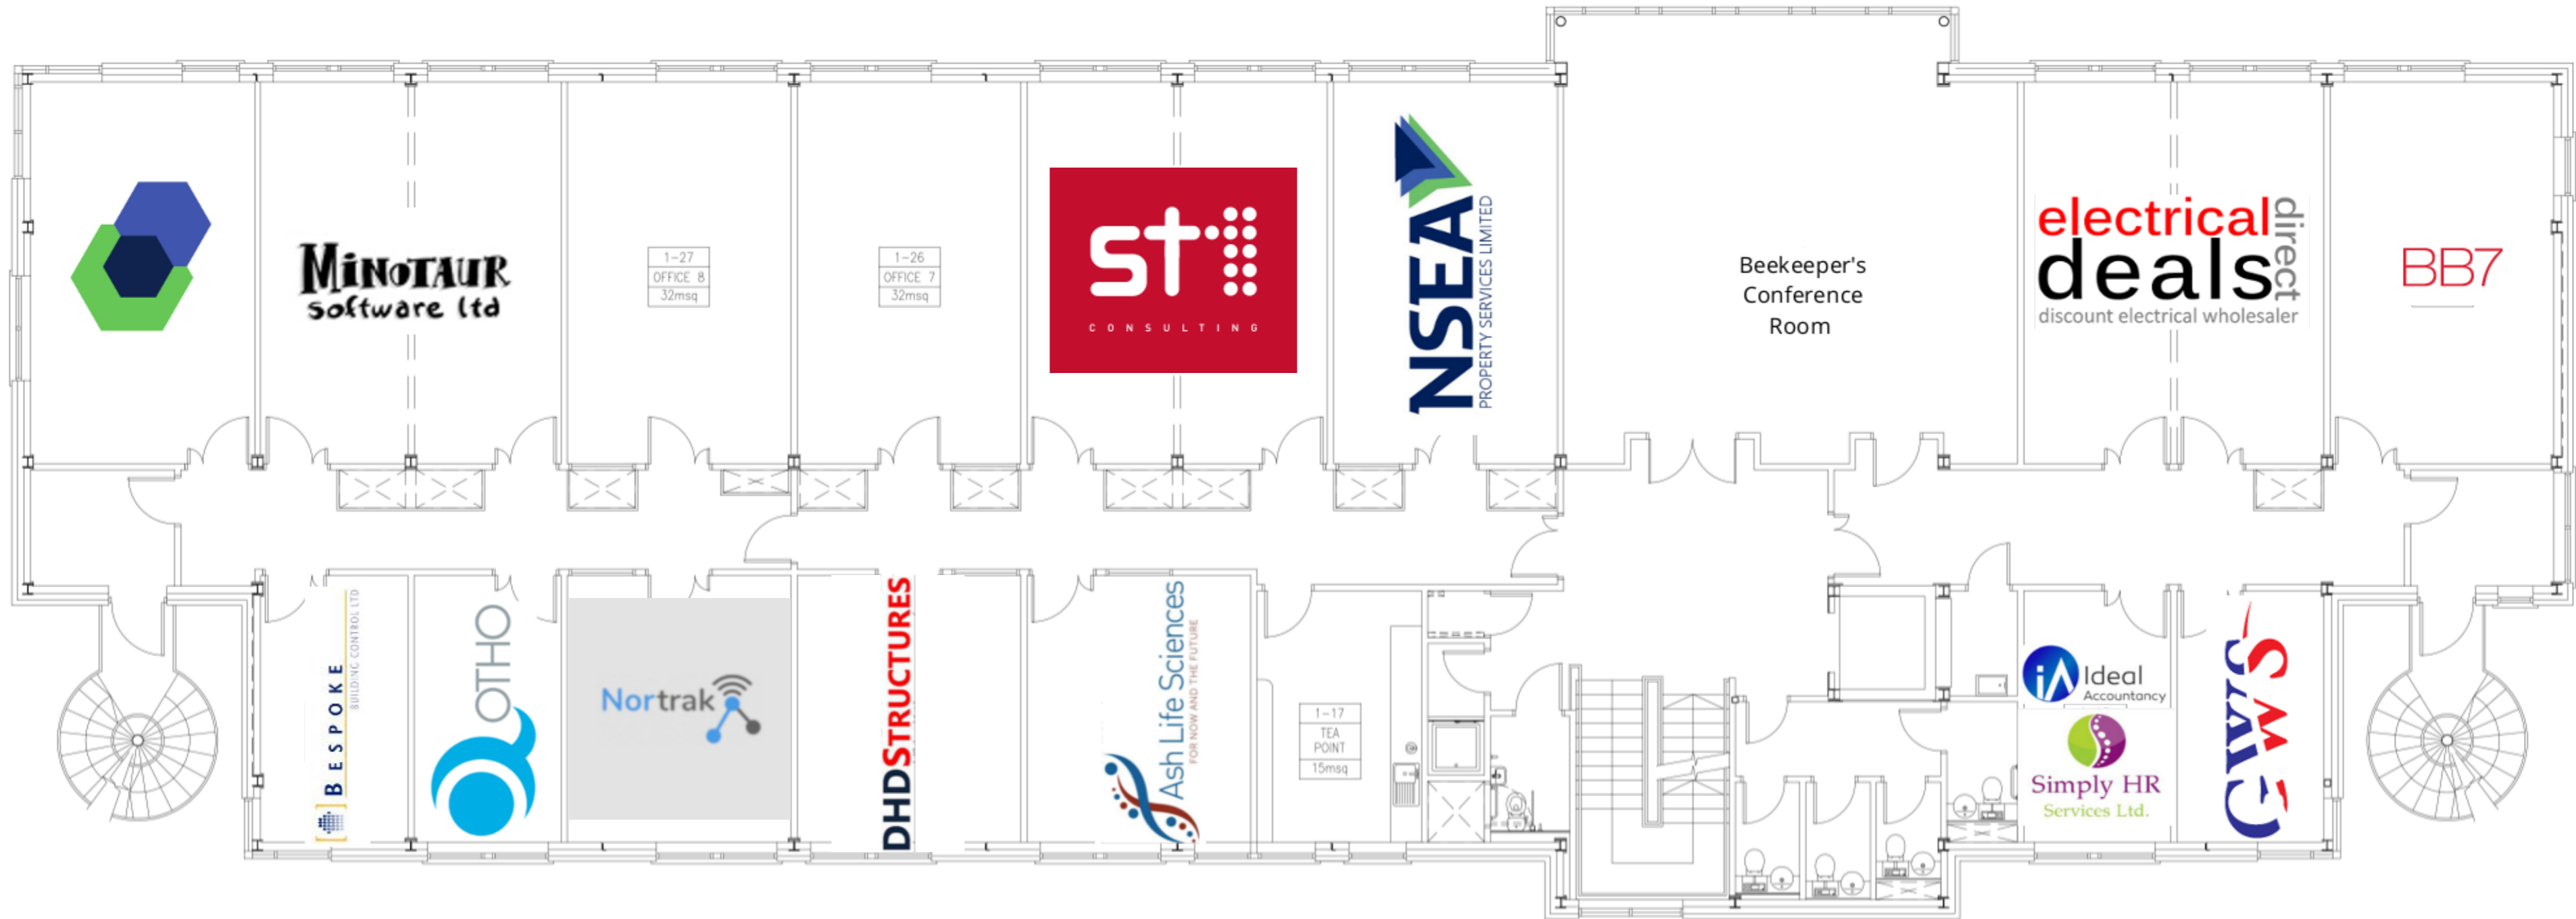 MiNOTAUR
Software ltd
1-27
OFFICE 8
32msq
1-26
OFFICE 7
32msq
st1
CONSULTING
NSEA
PROPERTY SERVICES LIMITED
Beekeeper's
Conference
Room
electrical
deals
direct
discount electrical wholesaler
BB7
BESPOKE
BUILDING CONTROL LTD
OTHO
Nortrak
DHDSTRUCTURES
Ash Life Sciences
FOR NOW AND THE FUTURE
1-17
TEA
POINT
15msq
iA Ideal
Accountancy
Simply HR
Services Ltd.
GWS